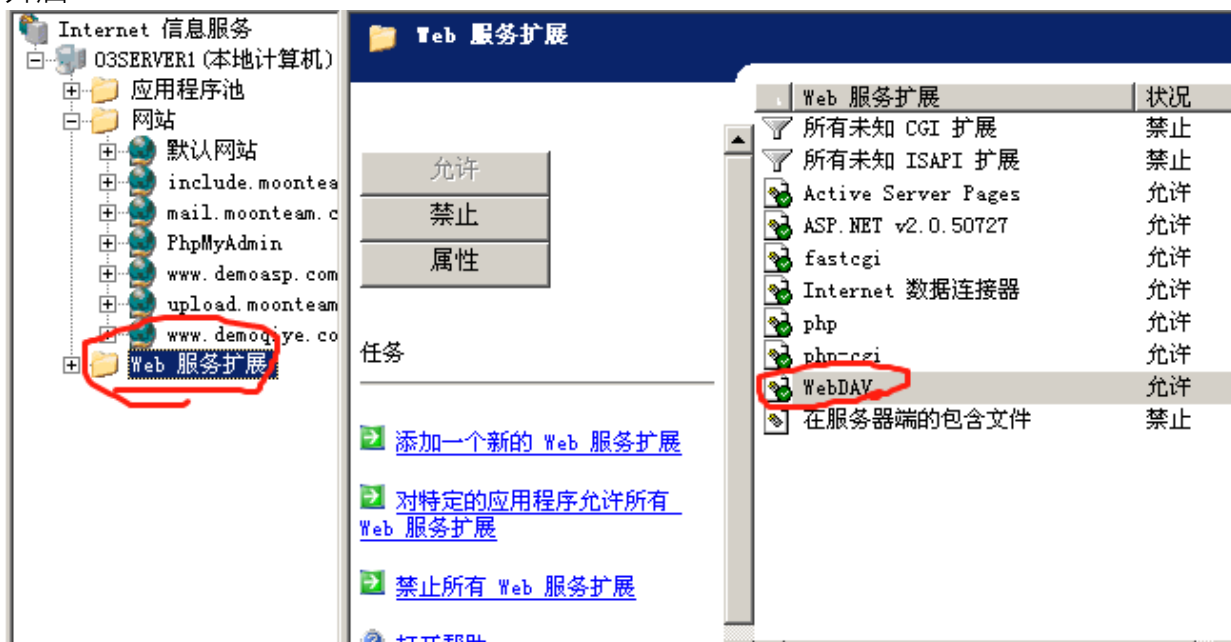 Internet 信息服务
03SERVER1(本地计算机)
应用程序池
网站
默认网站
include.moontea
mail.moonteam.c
PhpMyAdmin
www.demoasp.com
upload.moonteam
www.demoqiye.co
Web 服务扩展
Web 服务扩展
允许
禁止
属性
任务
添加一个新的 Web 服务扩展
对特定的应用程序允许所有
Web 服务扩展
禁止所有 Web 服务扩展
打开帮助
Web 服务扩展 状况
所有未知 CGI 扩展 禁止
所有未知 ISAPI 扩展 禁止
Active Server Pages 允许
ASP.NET v2.0.50727 允许
fastcgi 允许
Internet 数据连接器 允许
php 允许
php-cgi 允许
WebDAV 允许
在服务器端的包含文件 禁止